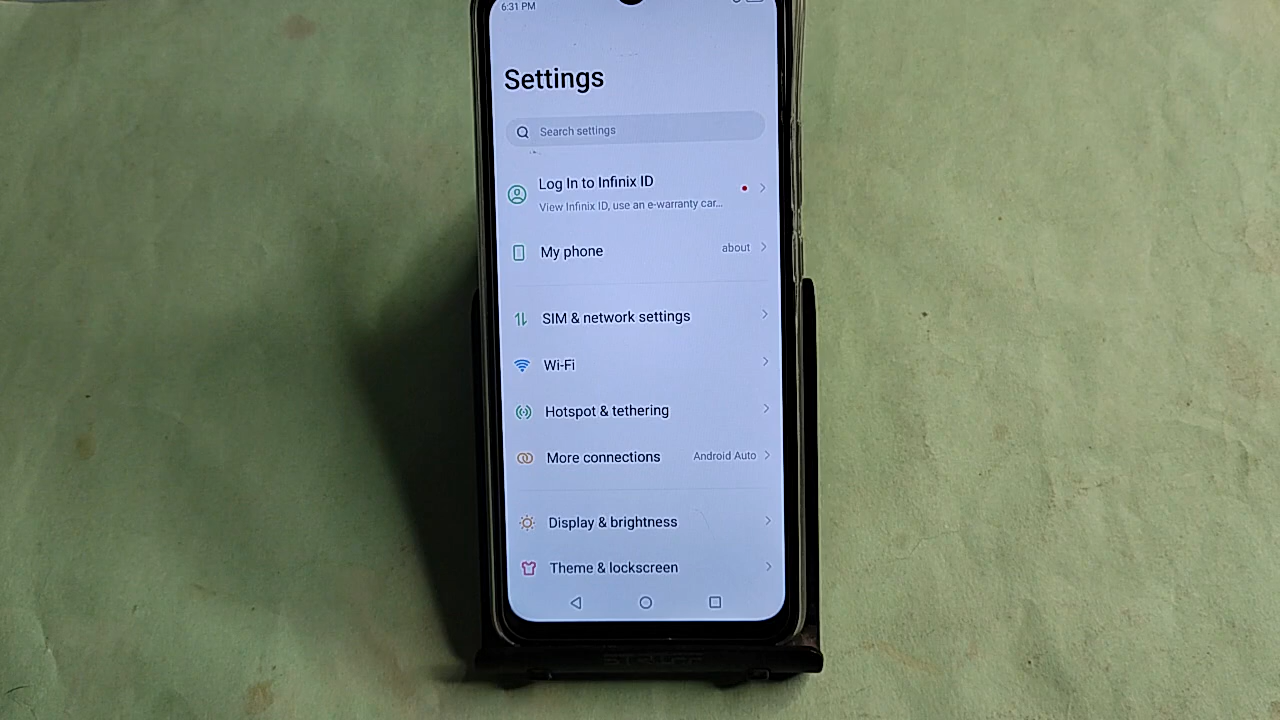 6:31 PM
Settings
Search settings
Log In to Infinix ID
View Infinix ID, use an e-warranty car...
My phone
about
SIM & network settings
Wi-Fi
Hotspot & tethering
More connections
Android Auto
Display & brightness
Theme & lockscreen